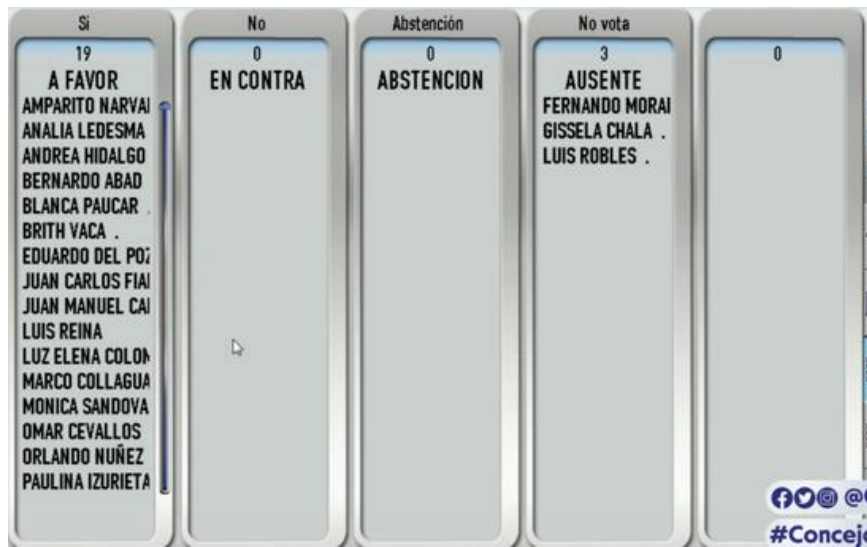 Si
19
A FAVOR
AMPARITO NARVAI
ANALIA LEDESMA
ANDREA HIDALGO
BERNARDO ABAD
BLANCA PAUCAR .
BRITH VACA .
EDUARDO DEL POZ
JUAN CARLOS FIAI
JUAN MANUEL CAI
LUIS REINA
LUZ ELENA COLOM
MARCO COLLAGUA
MONICA SANDOVA
OMAR CEVALLOS
ORLANDO NUÑEZ
PAULINA IZURIETA
No
0
EN CONTRA
Abstención
0
ABSTENCION
No vota
3
AUSENTE
FERNANDO MORAI
GISSELA CHALA .
LUIS ROBLES .
0
@
#Conceje